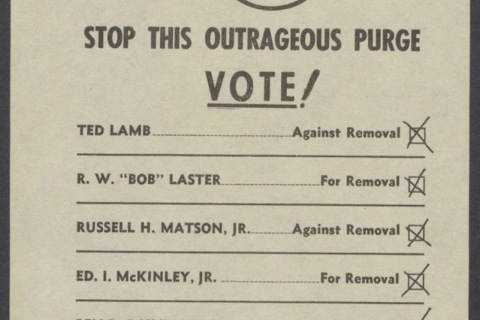 STOP THIS OUTRAGEOUS PURGE
VOTE!
TED LAMB Against Removal
R. W. "BOB" LASTER For Removal
RUSSELL H. MATSON, JR. Against Removal
ED. I. McKINLEY, JR. For Removal